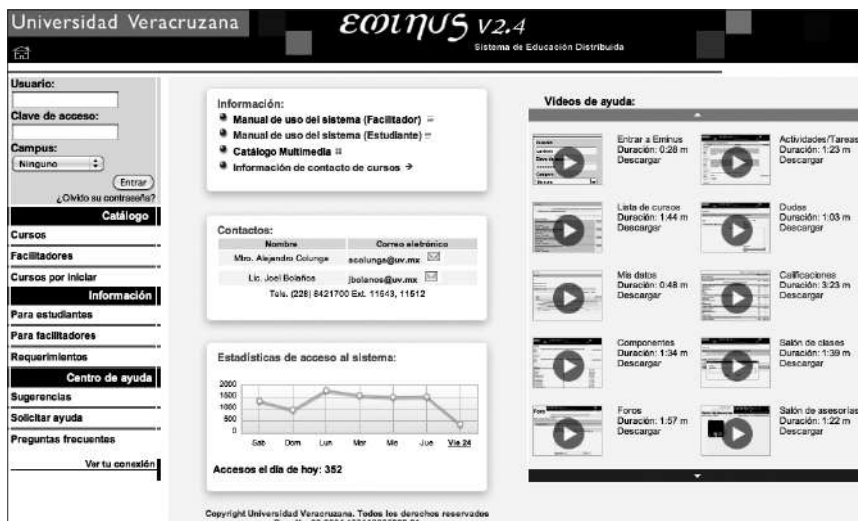 Universidad Veracruzana
eminus V2.4
Sistema de Educación Distribuida
Usuario:
Clave de acceso:
Campus:
Ninguno
Entrar
¿Olvido su contraseña?
Catálogo
Cursos
Facilitadores
Cursos por iniciar
Información
Para estudiantes
Para facilitadores
Requerimientos
Centro de ayuda
Sugerencias
Solicitar ayuda
Preguntas frecuentes
Ver tu conexión
Información:
Manual de uso del sistema (Facilitador)
Manual de uso del sistema (Estudiante)
Catálogo Multimedia
Información de contacto de cursos
Contactos:
Nombre Correo eletrónico
Mtro. Alejandro Colunga acolunga@uv.mx
Lic. Joel Bolaños jbolanos@uv.mx
Tels. (228) 8421700 Ext. 11643, 11512
Estadísticas de acceso al sistema:
2000
1500
1000
500
0
Sab Dom Lun Mar Mie Jue Vie 24
Accesos el día de hoy: 352
Copyright Universidad Veracruzana. Todos los derechos reservados
Videos de ayuda:
Entrar a Eminus
Duración: 0:28 m
Descargar
Actividades/Tareas
Duración: 1:23 m
Descargar
Lista de cursos
Duración: 1:44 m
Descargar
Dudas
Duración: 1:03 m
Descargar
Mis datos
Duración: 0:48 m
Descargar
Calificaciones
Duración: 3:23 m
Descargar
Componentes
Duración: 1:34 m
Descargar
Salón de clases
Duración: 1:39 m
Descargar
Foro
Foros
Duración: 1:57 m
Descargar
Salón de asesorías
Duración: 1:22 m
Descargar